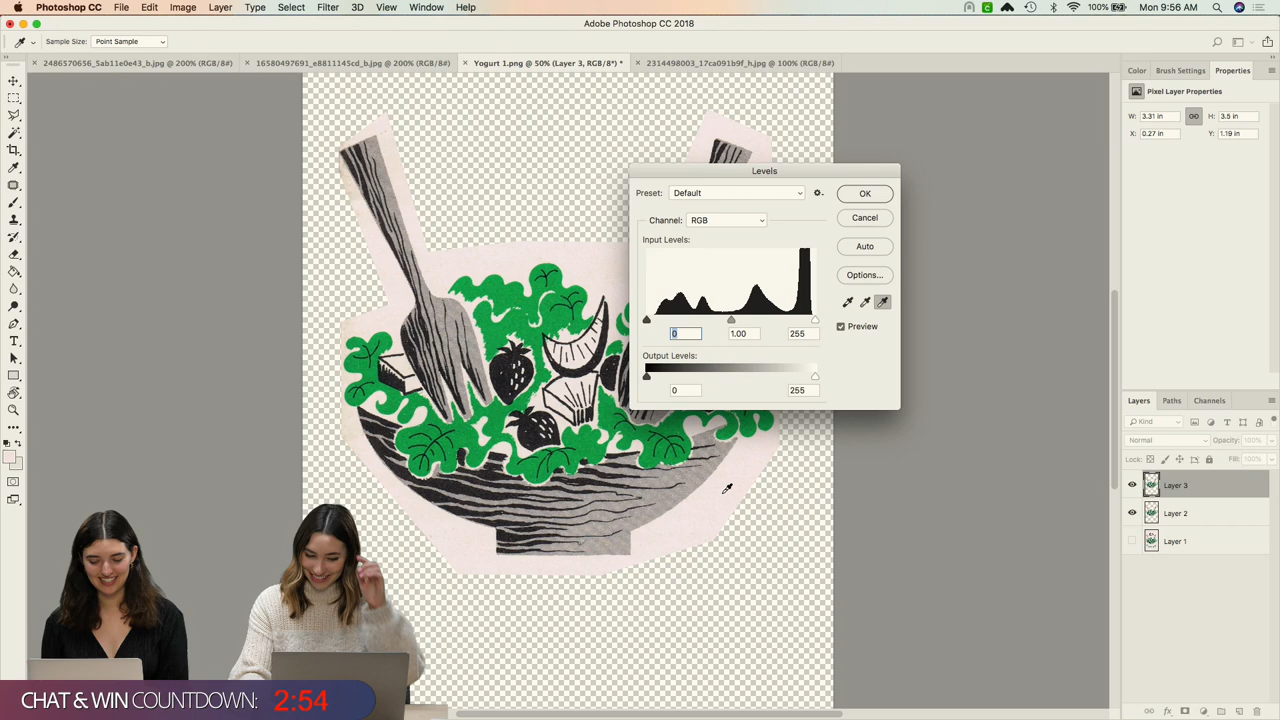 Photoshop CC File Edit Image Layer Type Select Filter 3D View Window Help 100% Mon 9:56 AM
Adobe Photoshop CC 2018
Sample Size: Point Sample
2486570656_5ab11e0e43_b.jpg @ 200% (RGB/8#) 16580497691_e8811145cd_b.jpg @ 200% (RGB/8#) Yogurt 1.png @ 50% (Layer 3, RGB/8#) * 2314498003_17ca091b9f_h.jpg @ 100% (RGB/8#)
Color Brush Settings Properties
Pixel Layer Properties
W: 3.31 in H: 3.5 in
X: 0.27 in Y: 1.19 in
Levels
Preset: Default OK
Channel: RGB Cancel
Input Levels:
Auto
Options...
Preview
0 1.00 255
Output Levels:
0 255
Layers Paths Channels
Kind
Normal Opacity: 100%
Lock: Fill: 100%
Layer 3
Layer 2
Layer 1
CHAT & WIN COUNTDOWN: 2:54